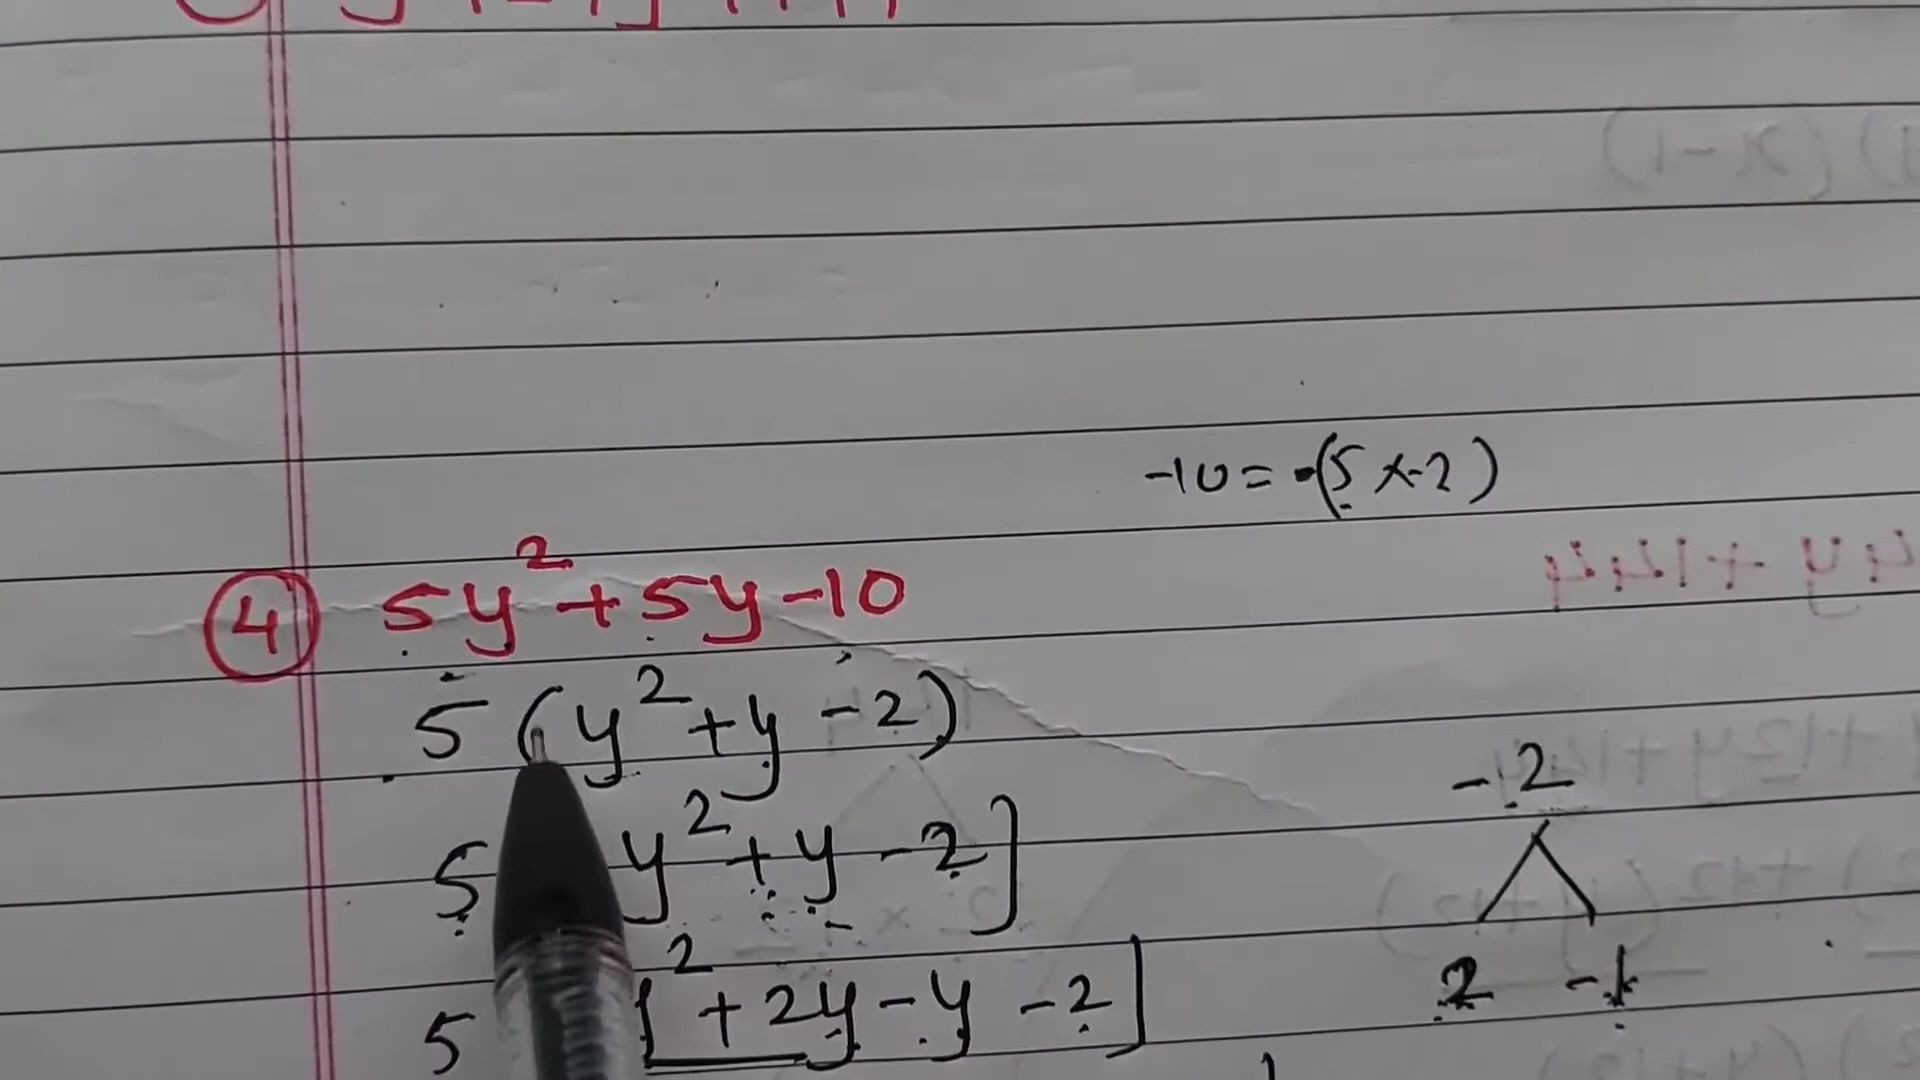 -10 = -(5 x-2)
④ 5y² + 5y - 10
5 (y² + y - 2)
-2
5 y² + y - 2]
2 -1
5 ² + 2y - y - 2]